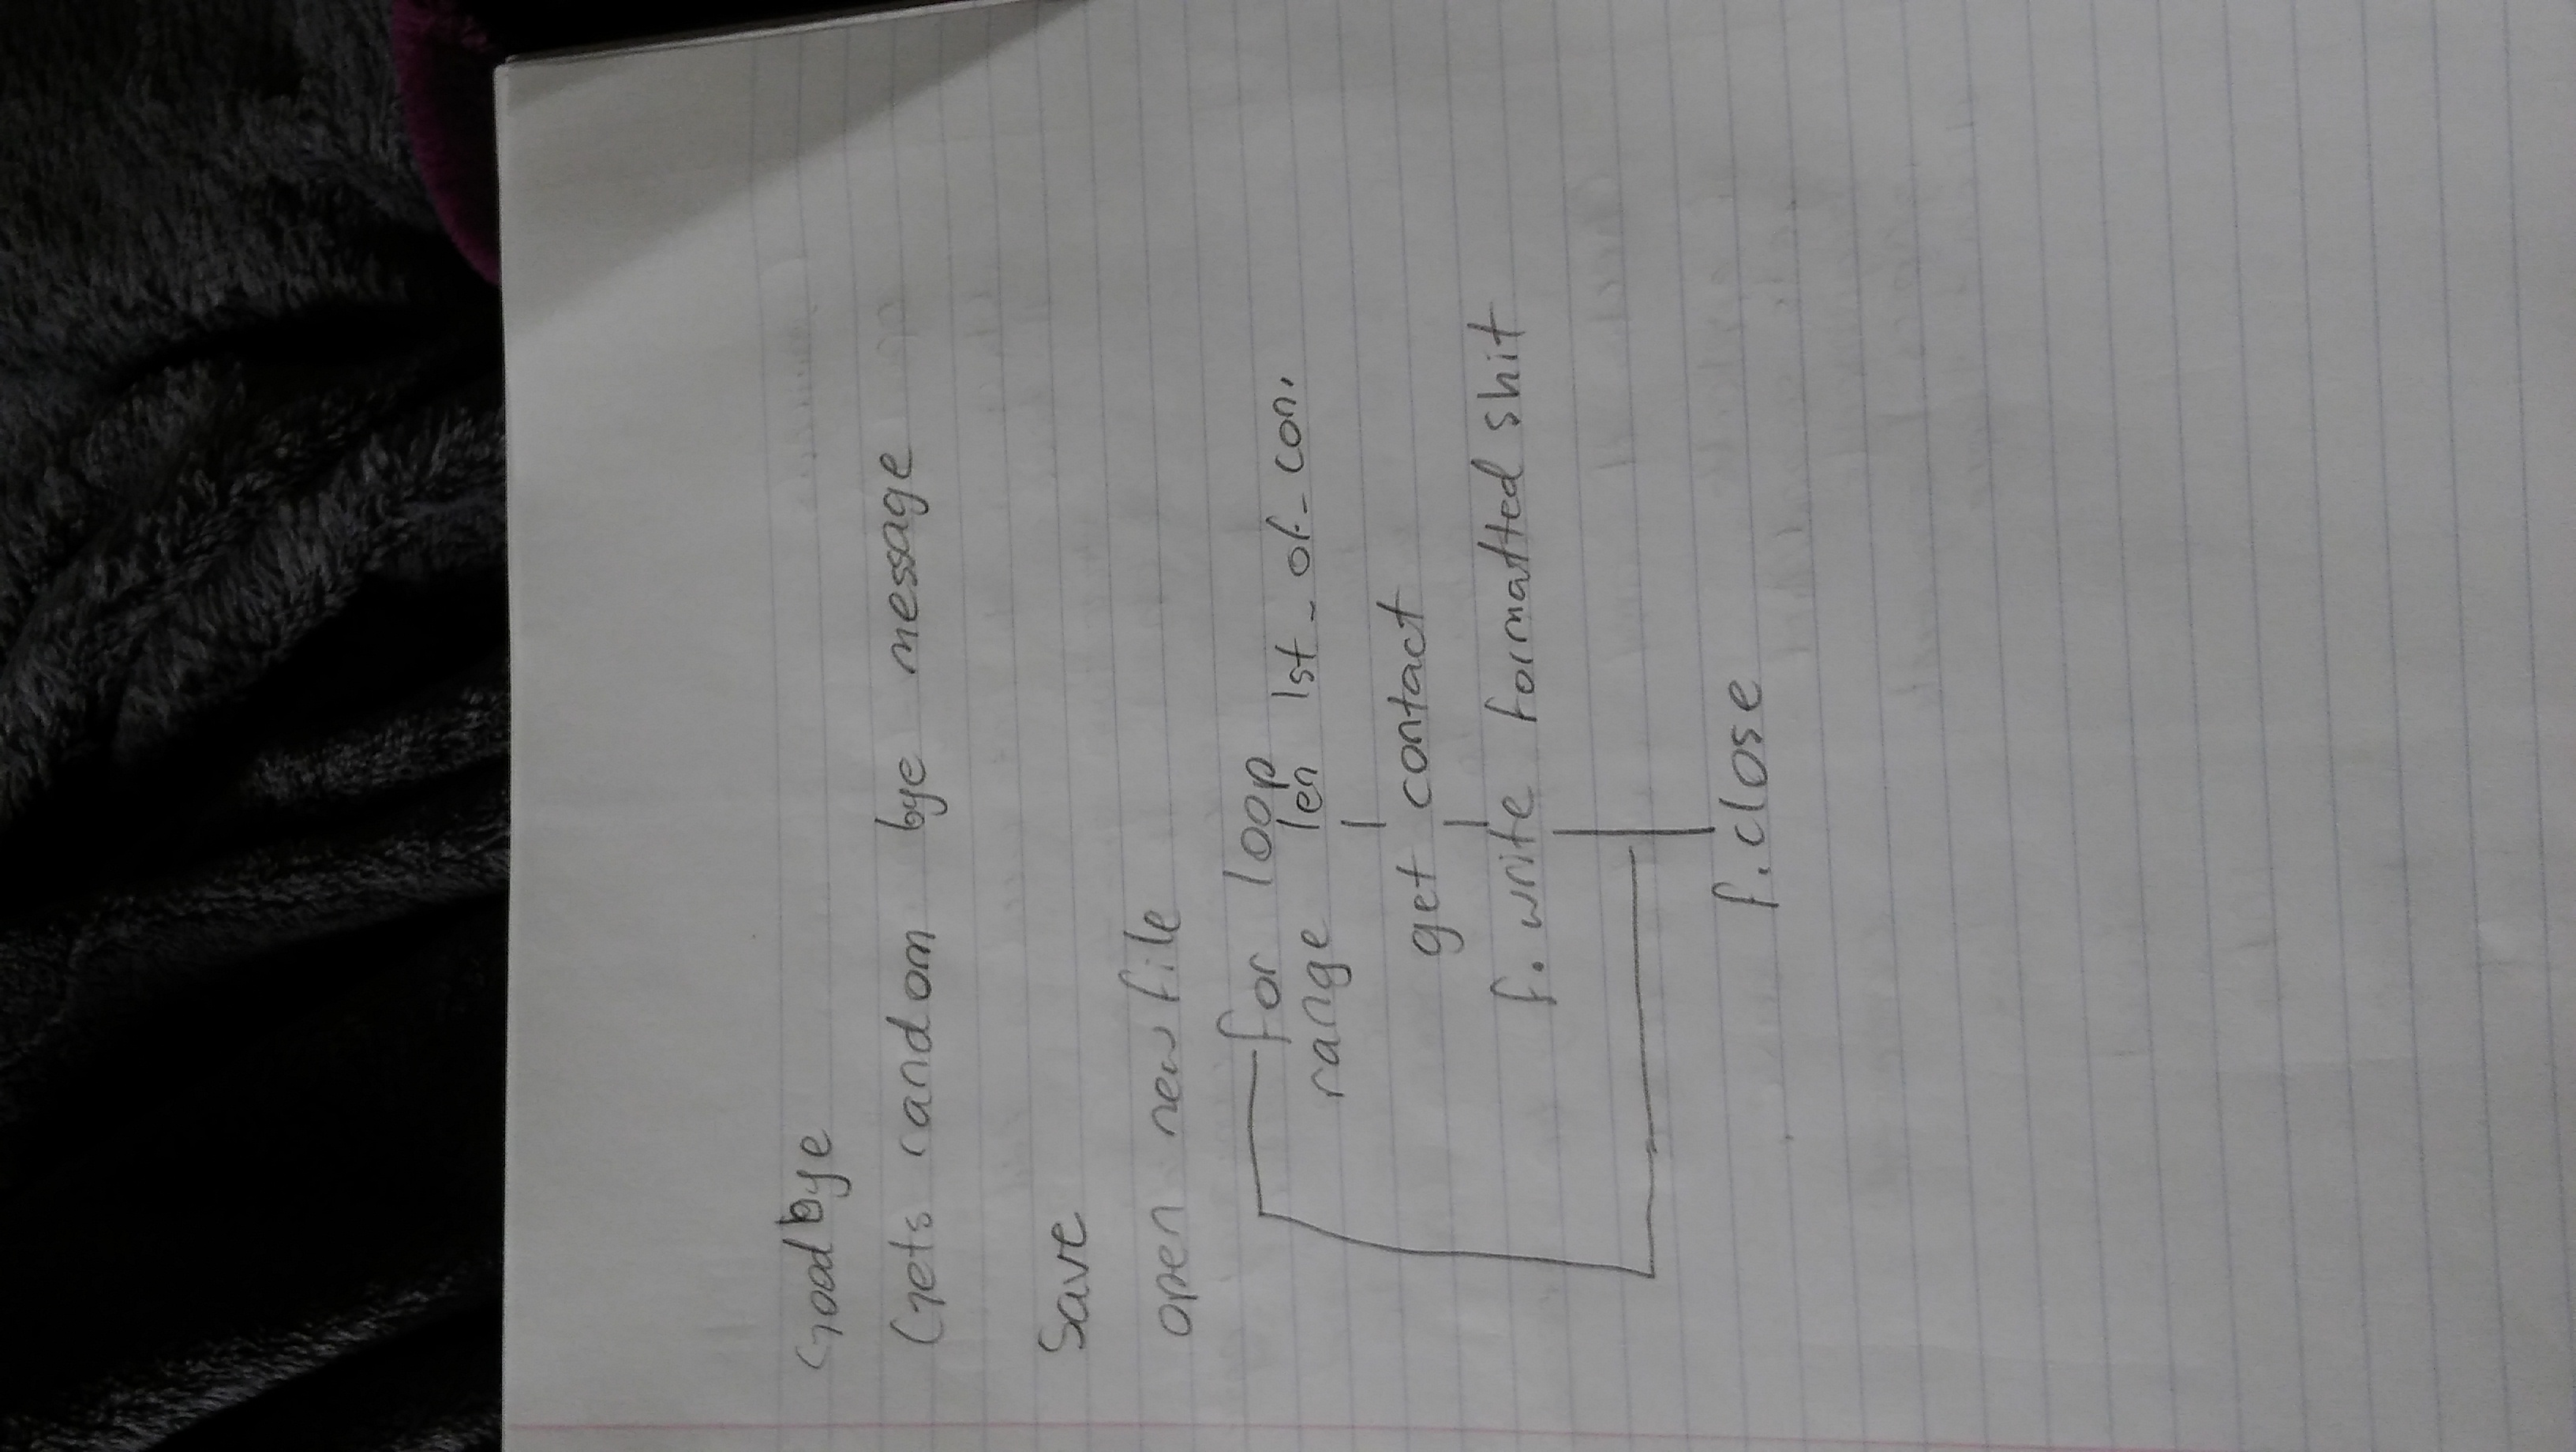 Goodbye
Gets random bye message
Save
open new file
for loop
range len lst_of_con.
get contact
f.write formatted shit
f.close